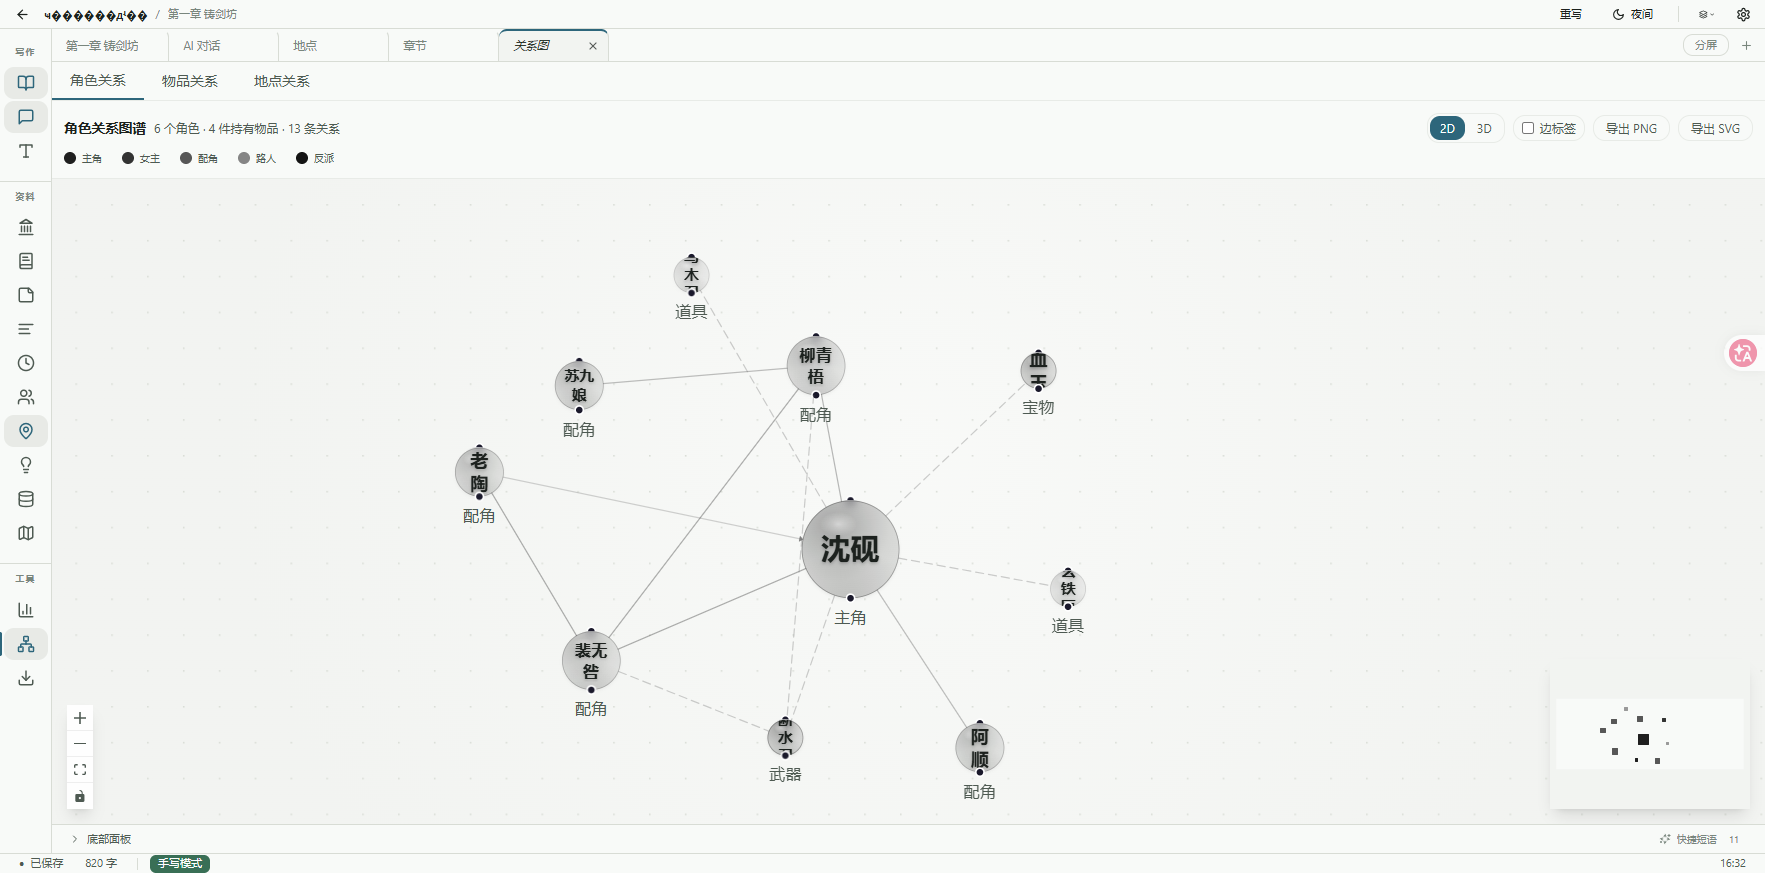 / 第一章 铸剑坊
重写
夜间
写作
第一章 铸剑坊
AI 对话
地点
章节
关系图
分屏
角色关系
物品关系
地点关系
角色关系图谱 6 个角色 · 4 件持有物品 · 13 条关系
2D
3D
边标签
导出 PNG
导出 SVG
主角
女主
配角
路人
反派
资料
工具
木
道具
柳青
梧
配角
苏九
娘
配角
血
宝物
老
陶
配角
沈砚
主角
铁
道具
裴无
咎
配角
水
武器
阿
顺
配角
底部面板
快捷短语 11
已保存
820 字
手写模式
16:32